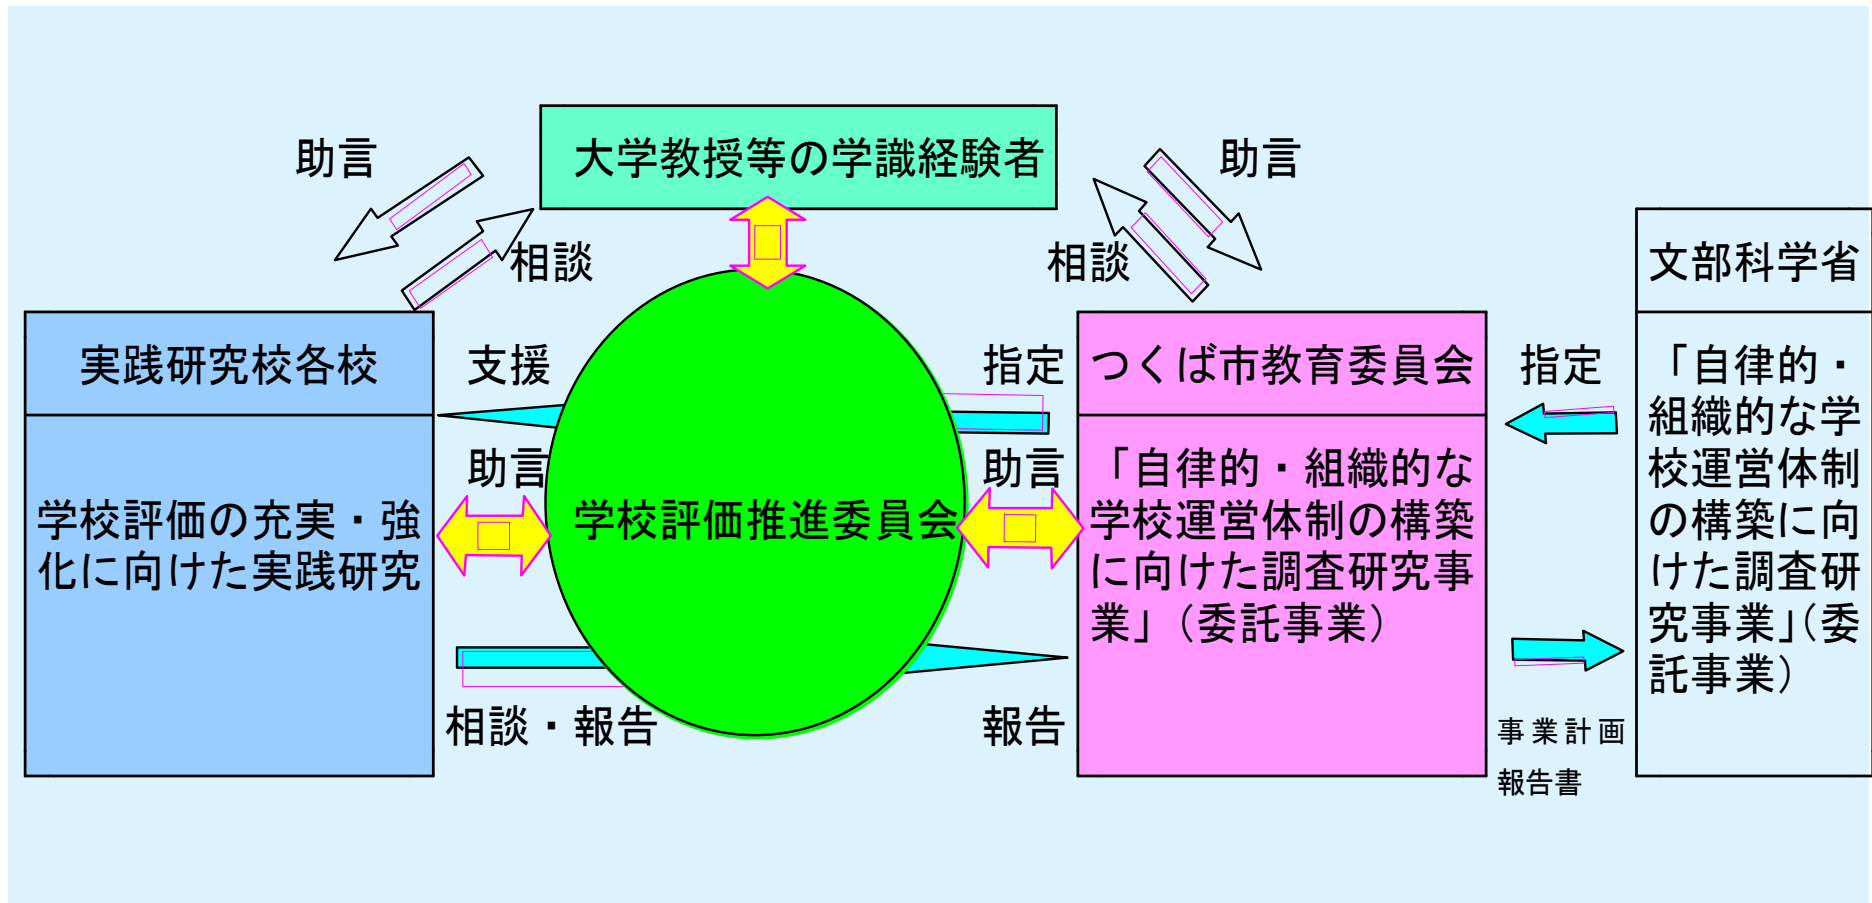 大学教授等の学識経験者
助言
助言
相談
相談
文部科学省
実践研究校各校
支援
指定
つくば市教育委員会
指定
「自律的・
組織的な学
校運営体制
の構築に向
けた調査研
究事業」（委
託事業）
学校評価の充実・強
化に向けた実践研究
助言
学校評価推進委員会
助言
「自律的・組織的な
学校運営体制の構築
に向けた調査研究事
業」（委託事業）
相談・報告
報告
事業計画
報告書